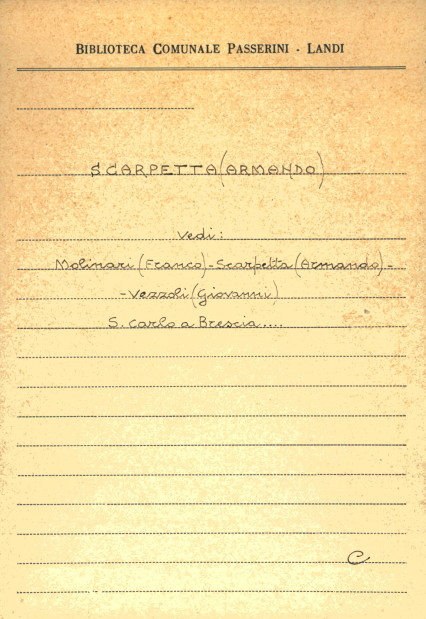 BIBLIOTECA COMUNALE PASSERINI - LANDI
SCARPETTA (ARMANDO)
Vedi:
Molinari (Franco) - Scarpetta (Armando) -
- Vezzoli (Giovanni)
S. Carlo a Brescia....
C